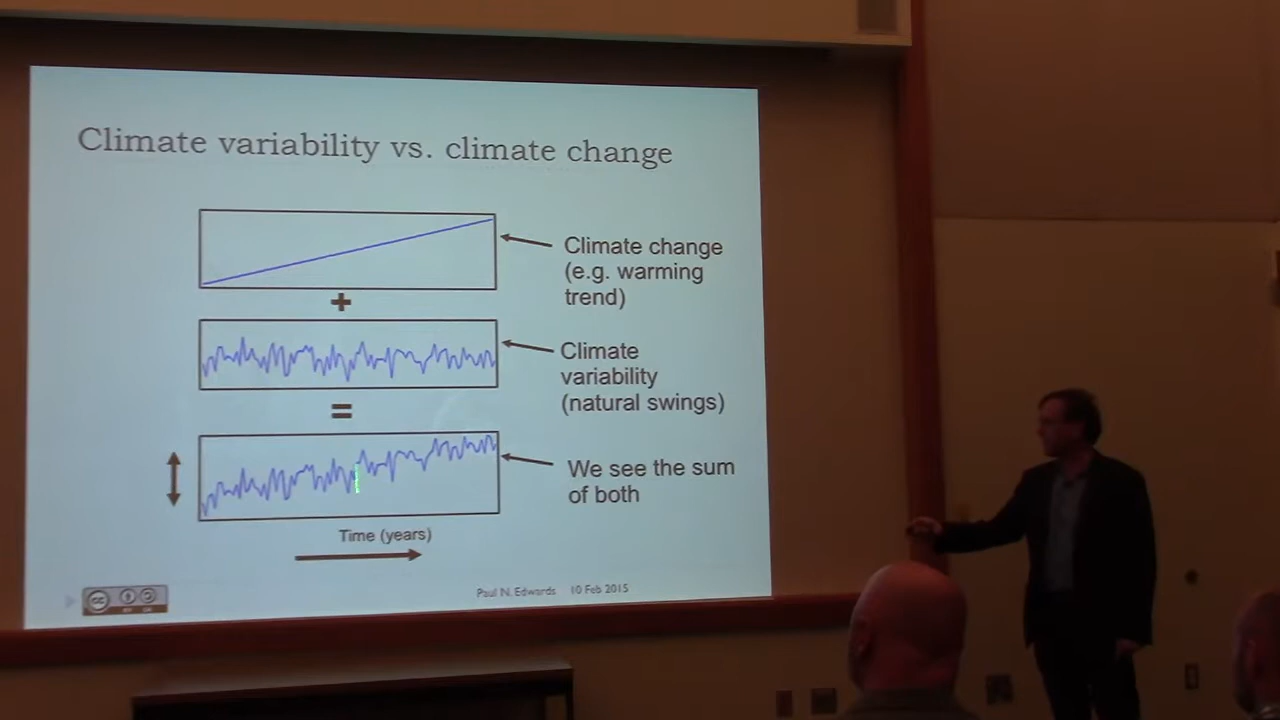 Climate variability vs. climate change
Climate change
(e.g. warming
trend)
+
Climate
variability
(natural swings)
=
We see the sum
of both
Time (years)
cc
Paul N. Edwards 10 Feb 2015